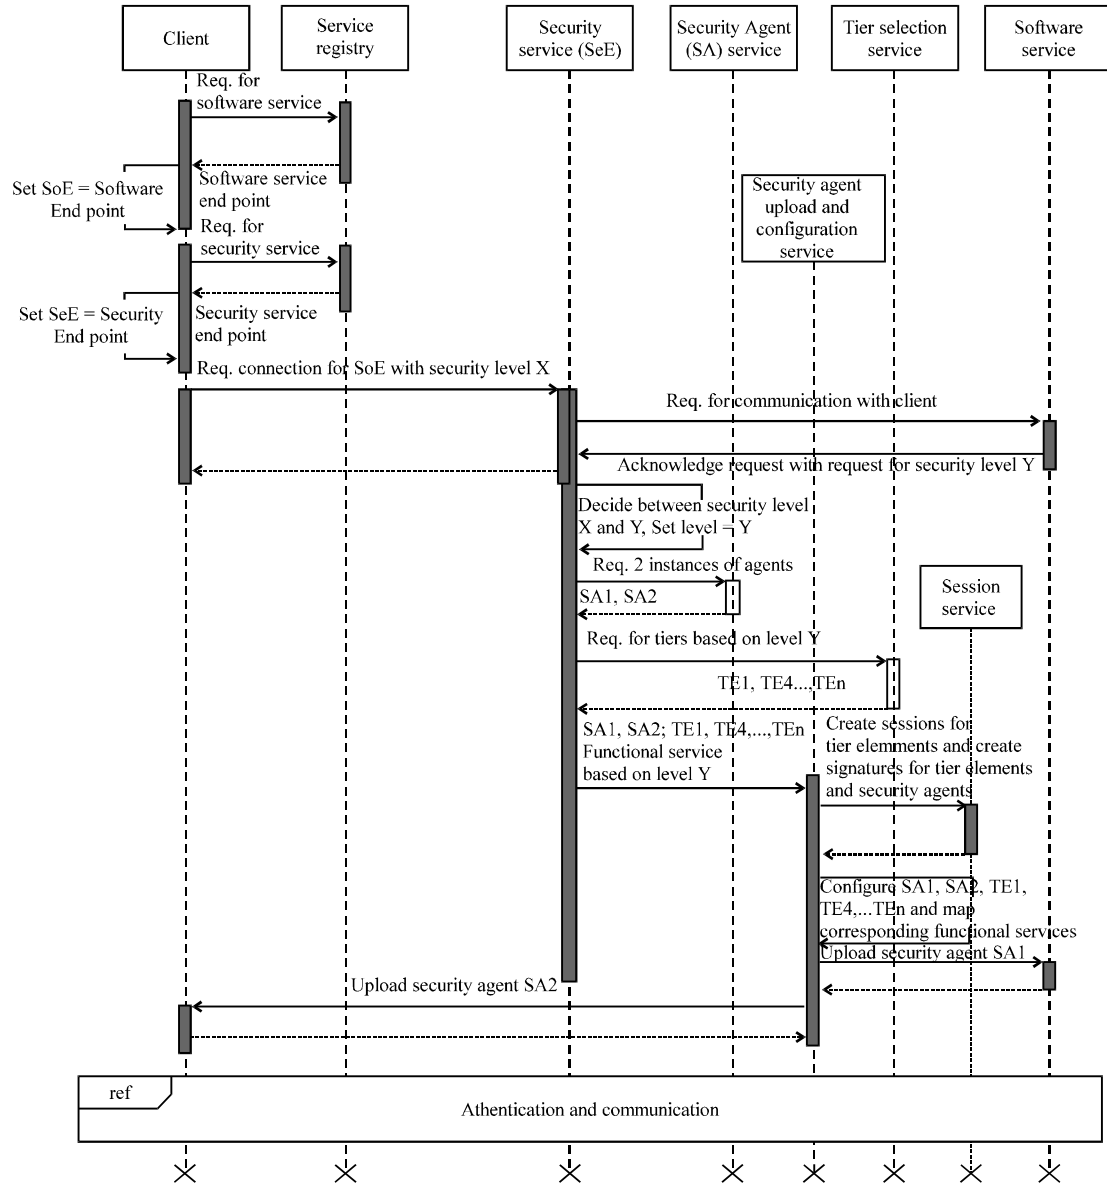 Client
Service
registry
Security
service (SeE)
Security Agent
(SA) service
Tier selection
service
Software
service
Req. for
software service
Software service
end point
Set SoE = Software
End point
Security agent
upload and
configuration
service
Req. for
security service
Security service
end point
Set SeE = Security
End point
Req. connection for SoE with security level X
Req. for communication with client
Acknowledge request with request for security level Y
Decide between security level
X and Y, Set level = Y
Req. 2 instances of agents
SA1, SA2
Session
service
Req. for tiers based on level Y
TE1, TE4...,TEn
SA1, SA2; TE1, TE4,...,TEn
Functional service
based on level Y
Create sessions for
tier elemments and create
signatures for tier elements
and security agents
Configure SA1, SA2, TE1,
TE4,...TEn and map
corresponding functional services
Upload security agent SA1
Upload security agent SA2
ref
Athentication and communication